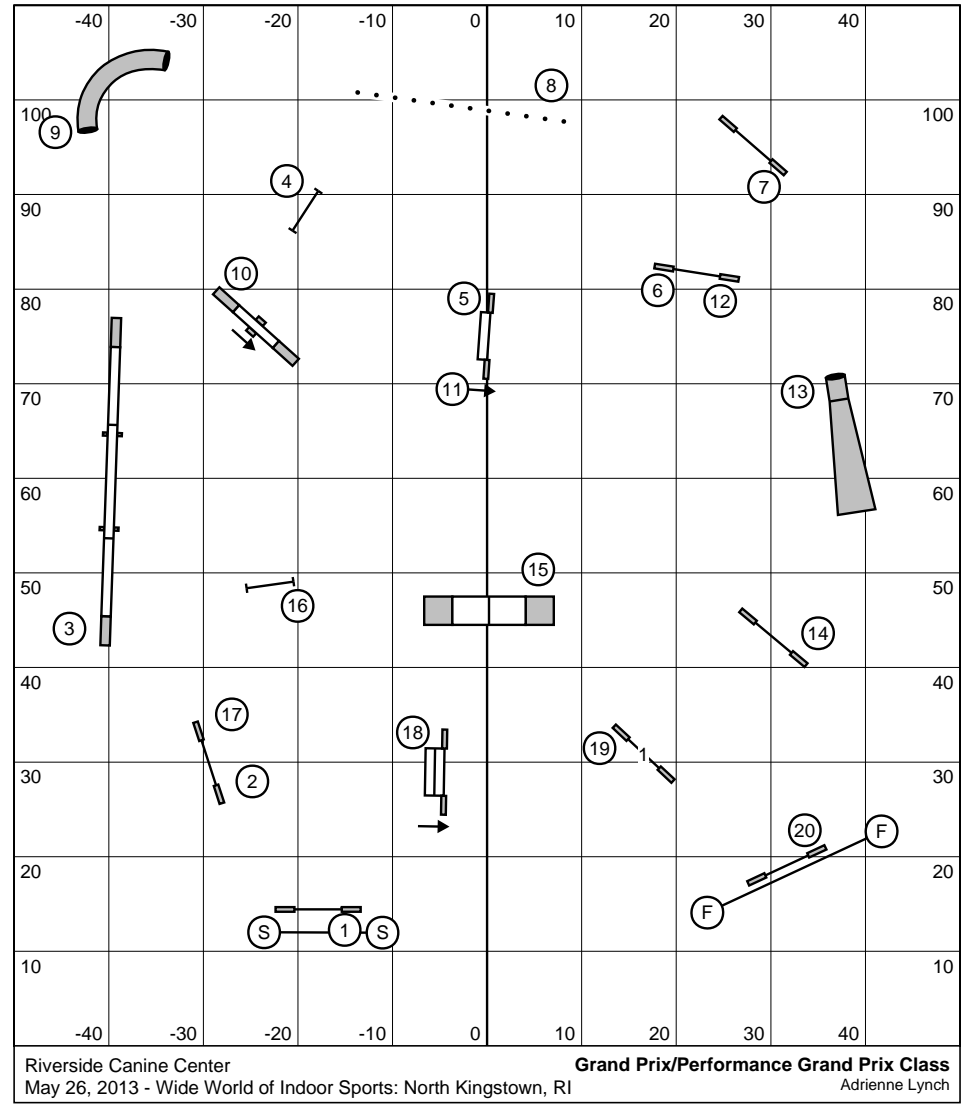 -40 -30 -20 -10 0 10 20 30 40
8
100 100
9
4
7
90 90
10
5 6 12
80 80
11 13
70 70
60 60
15
50 50
16
3 14
40 40
17
18
19 1
2
30 30
20 F
20 20
F
S 1 S
10 10
-40 -30 -20 -10 0 10 20 30 40
Riverside Canine Center
Grand Prix/Performance Grand Prix Class
May 26, 2013 - Wide World of Indoor Sports: North Kingstown, RI
Adrienne Lynch